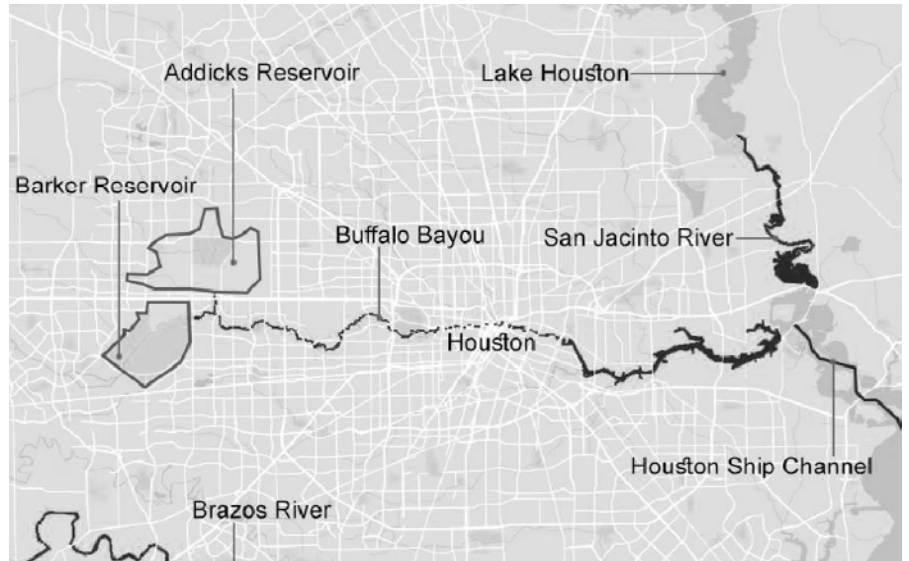 Addicks Reservoir
Lake Houston
Barker Reservoir
Buffalo Bayou
San Jacinto River
Houston
Houston Ship Channel
Brazos River